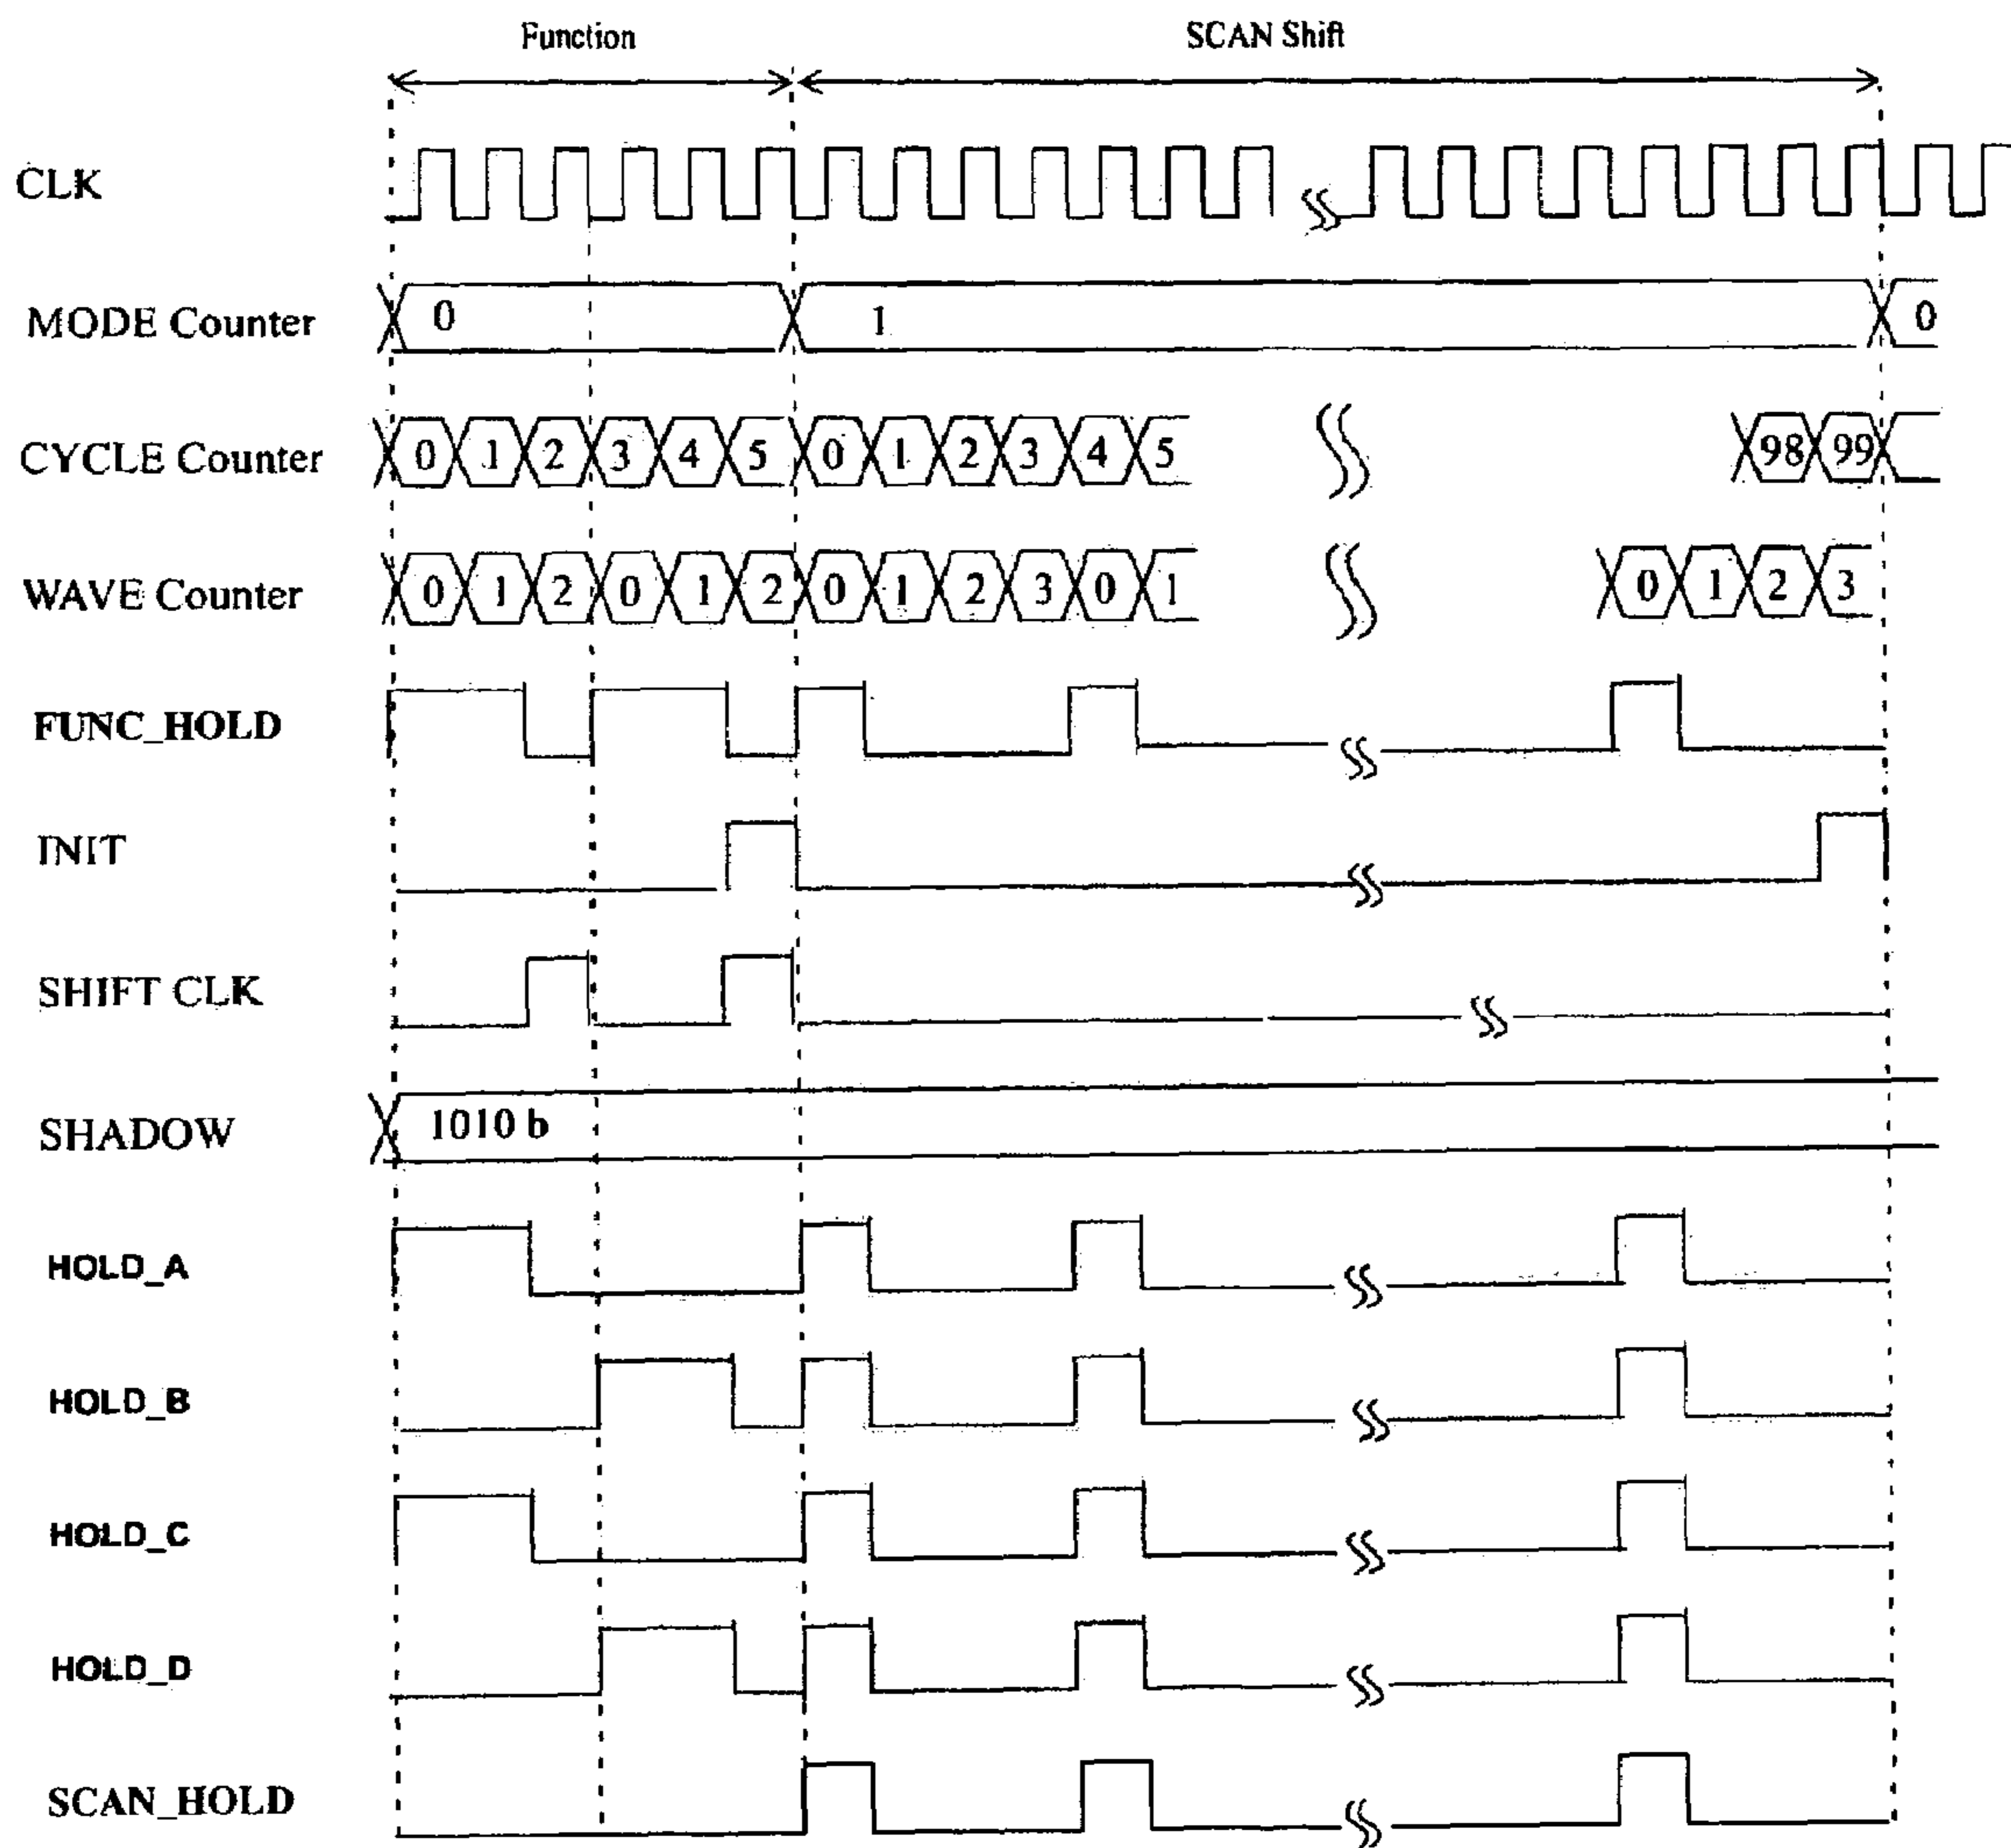 Function SCAN Shift
CLK
MODE Counter 0 1 0
CYCLE Counter 0 1 2 3 4 5 0 1 2 3 4 5 98 99
WAVE Counter 0 1 2 0 1 2 0 1 2 3 0 1 0 1 2 3
FUNC_HOLD
INIT
SHIFT CLK
SHADOW 1010 b
HOLD_A
HOLD_B
HOLD_C
HOLD_D
SCAN_HOLD